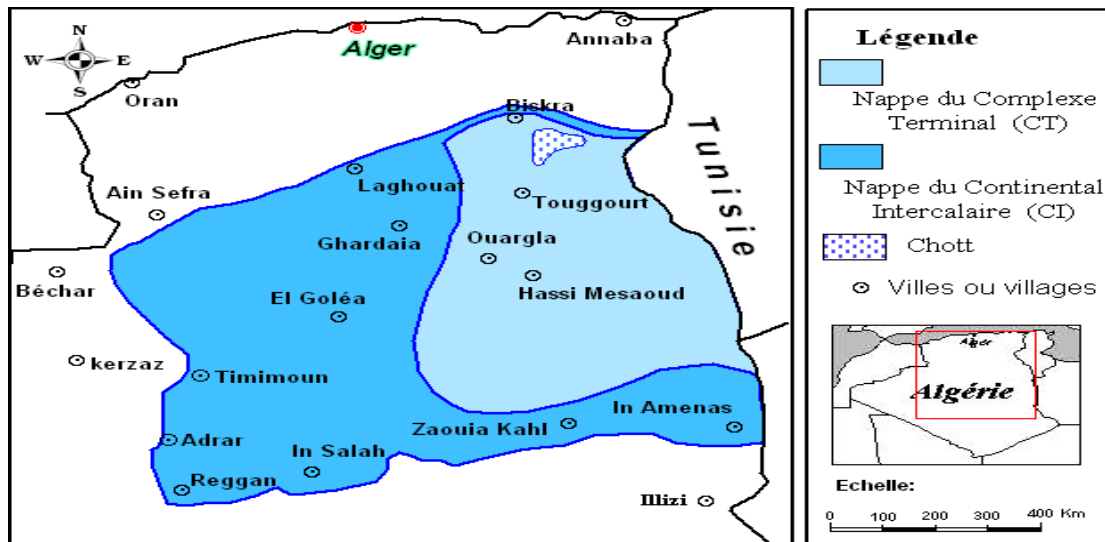 N
W E
S
Alger
Annaba
Oran
Biskra
Tunisie
Laghouat
Ain Sefra
Touggourt
Ghardaia
Ouargla
Béchar
Hassi Mesaoud
El Goléa
kerzaz
Timimoun
In Amenas
Zaouia Kahl
Adrar
In Salah
Reggan
Illizi
Légende
Nappe du Complexe
Terminal (CT)
Nappe du Continental
Intercalaire (CI)
Chott
Villes ou villages
Alger
Algérie
Echelle:
0 100 200 300 400 Km